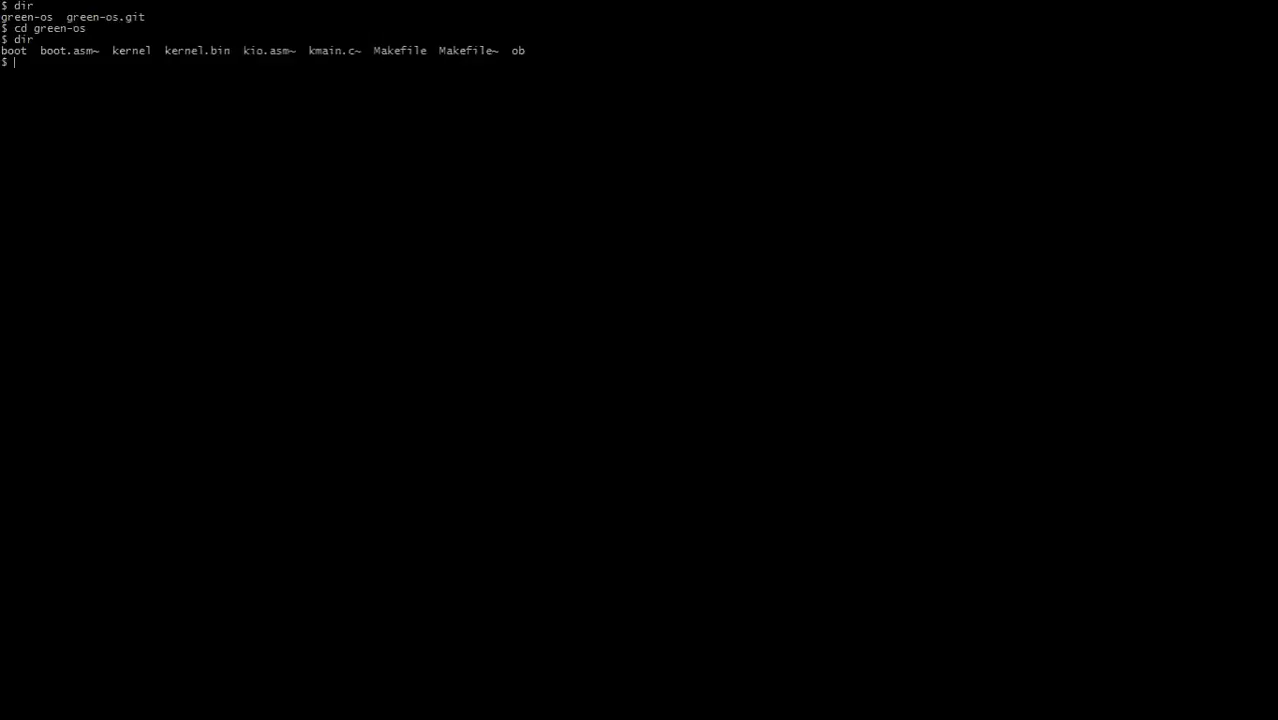 $ dir
green-os  green-os.git
$ cd green-os
$ dir
boot  boot.asm~  kernel  kernel.bin  kio.asm~  kmain.c~  Makefile  Makefile~  ob
$